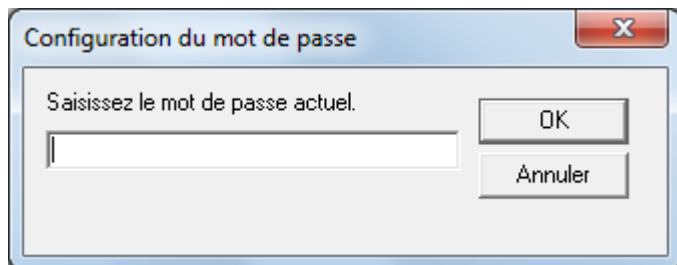 Configuration du mot de passe
Saisissez le mot de passe actuel.
OK
Annuler